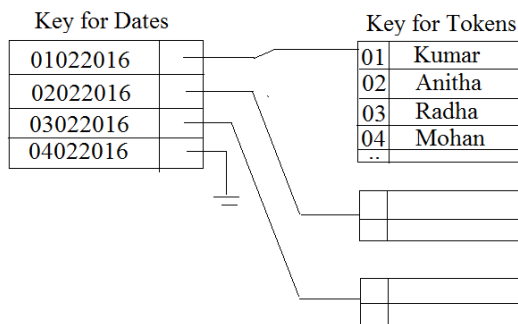 Key for Dates
01022016
02022016
03022016
04022016
Key for Tokens
01 Kumar
02 Anitha
03 Radha
04 Mohan
..